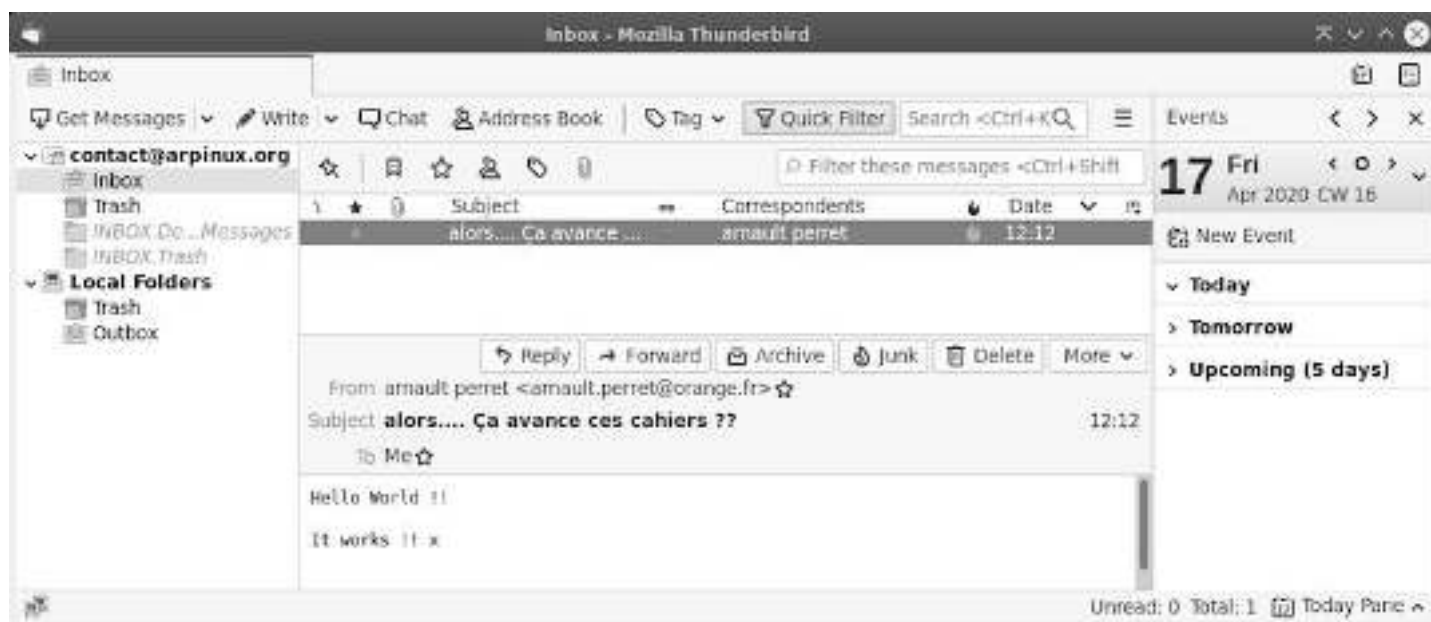 Inbox - Mozilla Thunderbird
Inbox
Get Messages Write Chat Address Book Tag Quick Filter Search <Ctrl+K
Events
contact@arpinux.org
Inbox
Trash
INBOX.Do...Messages
INBOX.Trash
Local Folders
Trash
Outbox
Filter these messages <Ctrl+Shift
Subject Correspondents Date
alors.... Ça avance ... arnault perret 12:12
Reply Forward Archive Junk Delete More
From arnault perret <arnault.perret@orange.fr>
Subject alors.... Ça avance ces cahiers ?? 12:12
To Me
Hello World !!
It works !! x
17 Fri
Apr 2020 CW 16
New Event
Today
Tomorrow
Upcoming (5 days)
Unread: 0 Total: 1 Today Pane